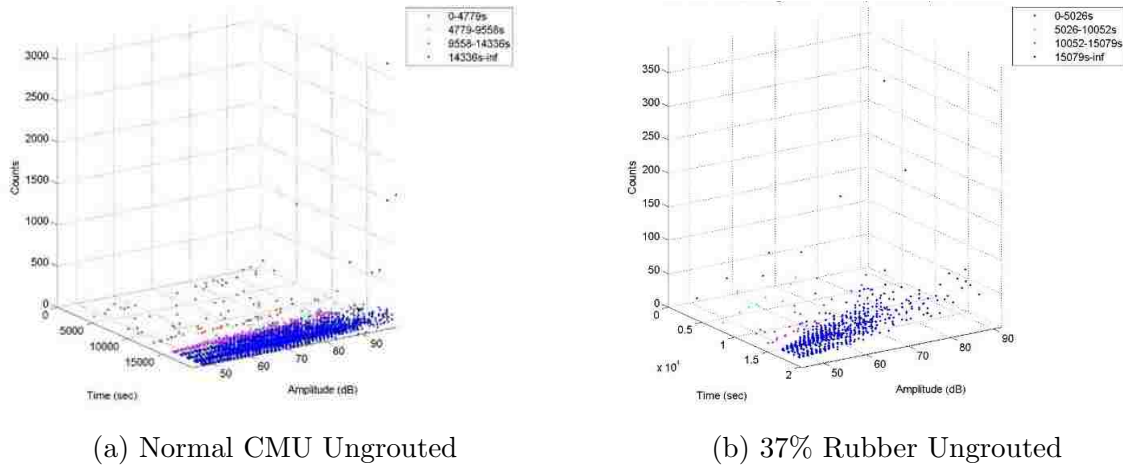 0-4779s
4779-9558s
9558-14336s
14336s-inf
3000
2500
2000
1500
1000
500
0
Counts
0
5000
10000
15000
Time (sec)
50
60
70
80
90
Amplitude (dB)
(a) Normal CMU Ungrouted
0-5026s
5026-10052s
10052-15079s
15079s-inf
350
300
250
200
150
100
50
0
Counts
0
0.5
1
1.5
2
Time (sec)
50
60
70
80
90
Amplitude (dB)
(b) 37% Rubber Ungrouted